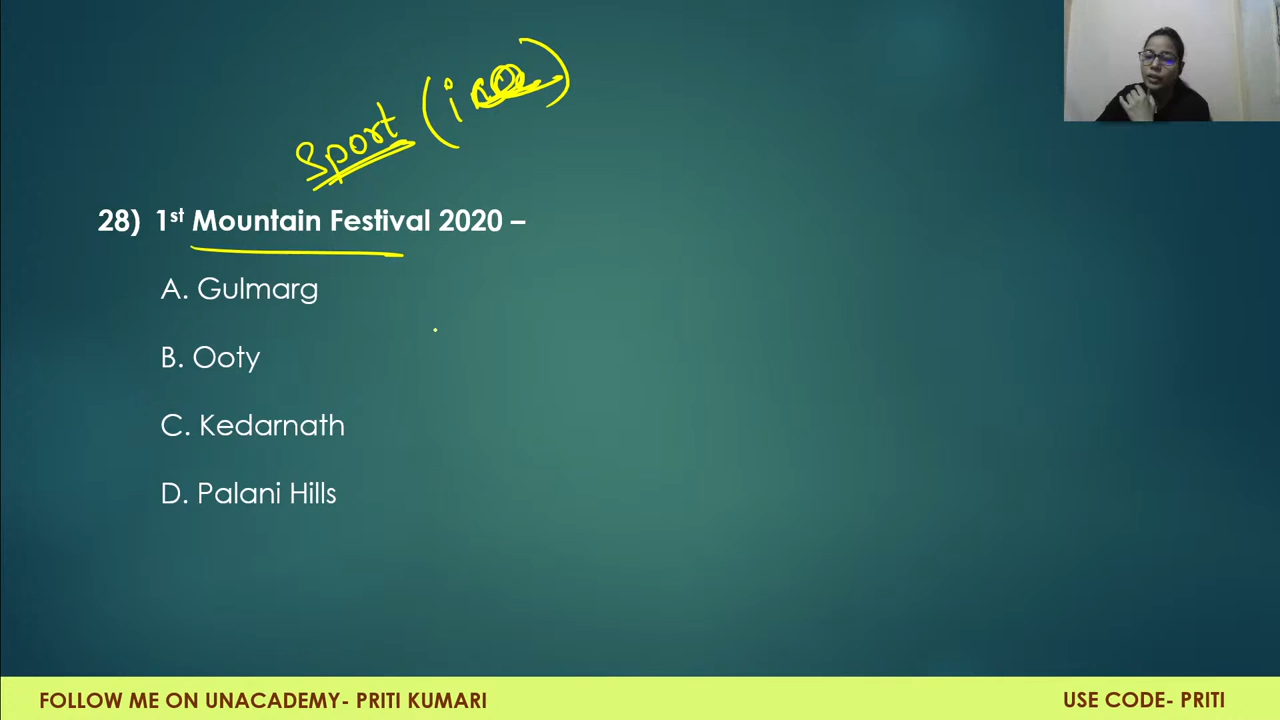 Sport (i
28) 1st Mountain Festival 2020 –
A. Gulmarg
B. Ooty
C. Kedarnath
D. Palani Hills
FOLLOW ME ON UNACADEMY- PRITI KUMARI
USE CODE- PRITI